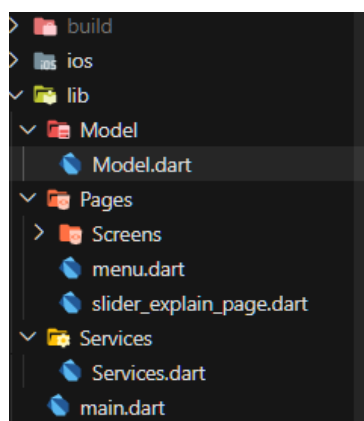 build
ios
lib
Model
Model.dart
Pages
Screens
menu.dart
slider_explain_page.dart
Services
Services.dart
main.dart